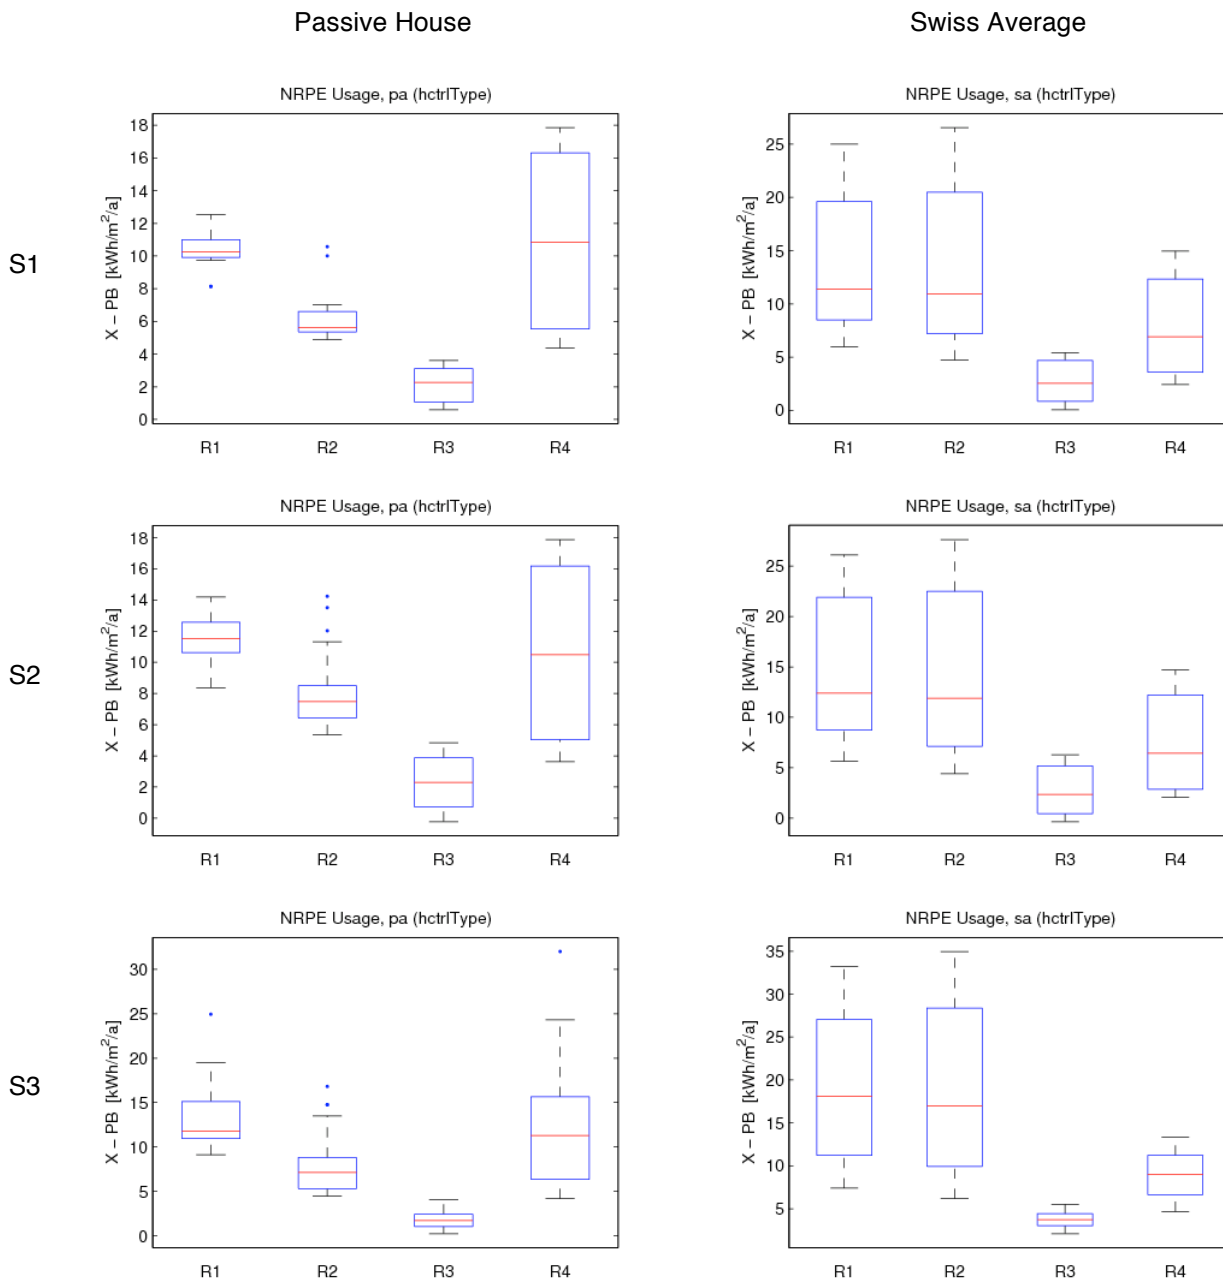 Passive House
Swiss Average
S1
NRPE Usage, pa (hctrlType)
X – PB [kWh/m²/a]
18
16
14
12
10
8
6
4
2
0
R1 R2 R3 R4
NRPE Usage, sa (hctrlType)
X – PB [kWh/m²/a]
25
20
15
10
5
0
R1 R2 R3 R4
S2
NRPE Usage, pa (hctrlType)
X – PB [kWh/m²/a]
18
16
14
12
10
8
6
4
2
0
R1 R2 R3 R4
NRPE Usage, sa (hctrlType)
X – PB [kWh/m²/a]
25
20
15
10
5
0
R1 R2 R3 R4
S3
NRPE Usage, pa (hctrlType)
X – PB [kWh/m²/a]
30
25
20
15
10
5
0
R1 R2 R3 R4
NRPE Usage, sa (hctrlType)
X – PB [kWh/m²/a]
35
30
25
20
15
10
5
R1 R2 R3 R4